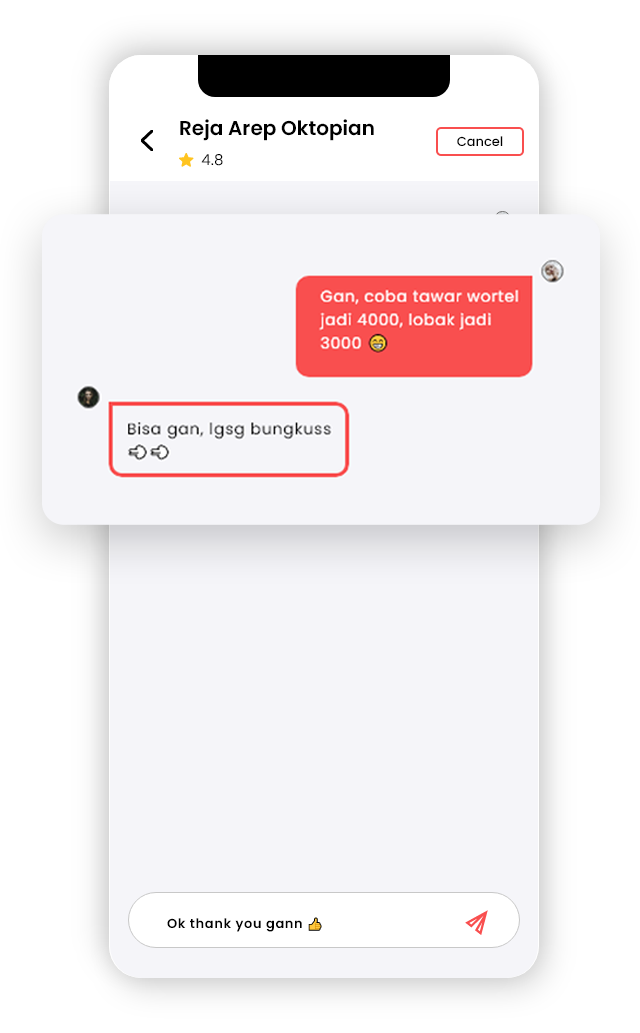 Reja Arep Oktopian
4.8
Cancel
Gan, coba tawar wortel
jadi 4000, lobak jadi
3000 😁
Bisa gan, lgsg bungkuss
Ok thank you gann 👍